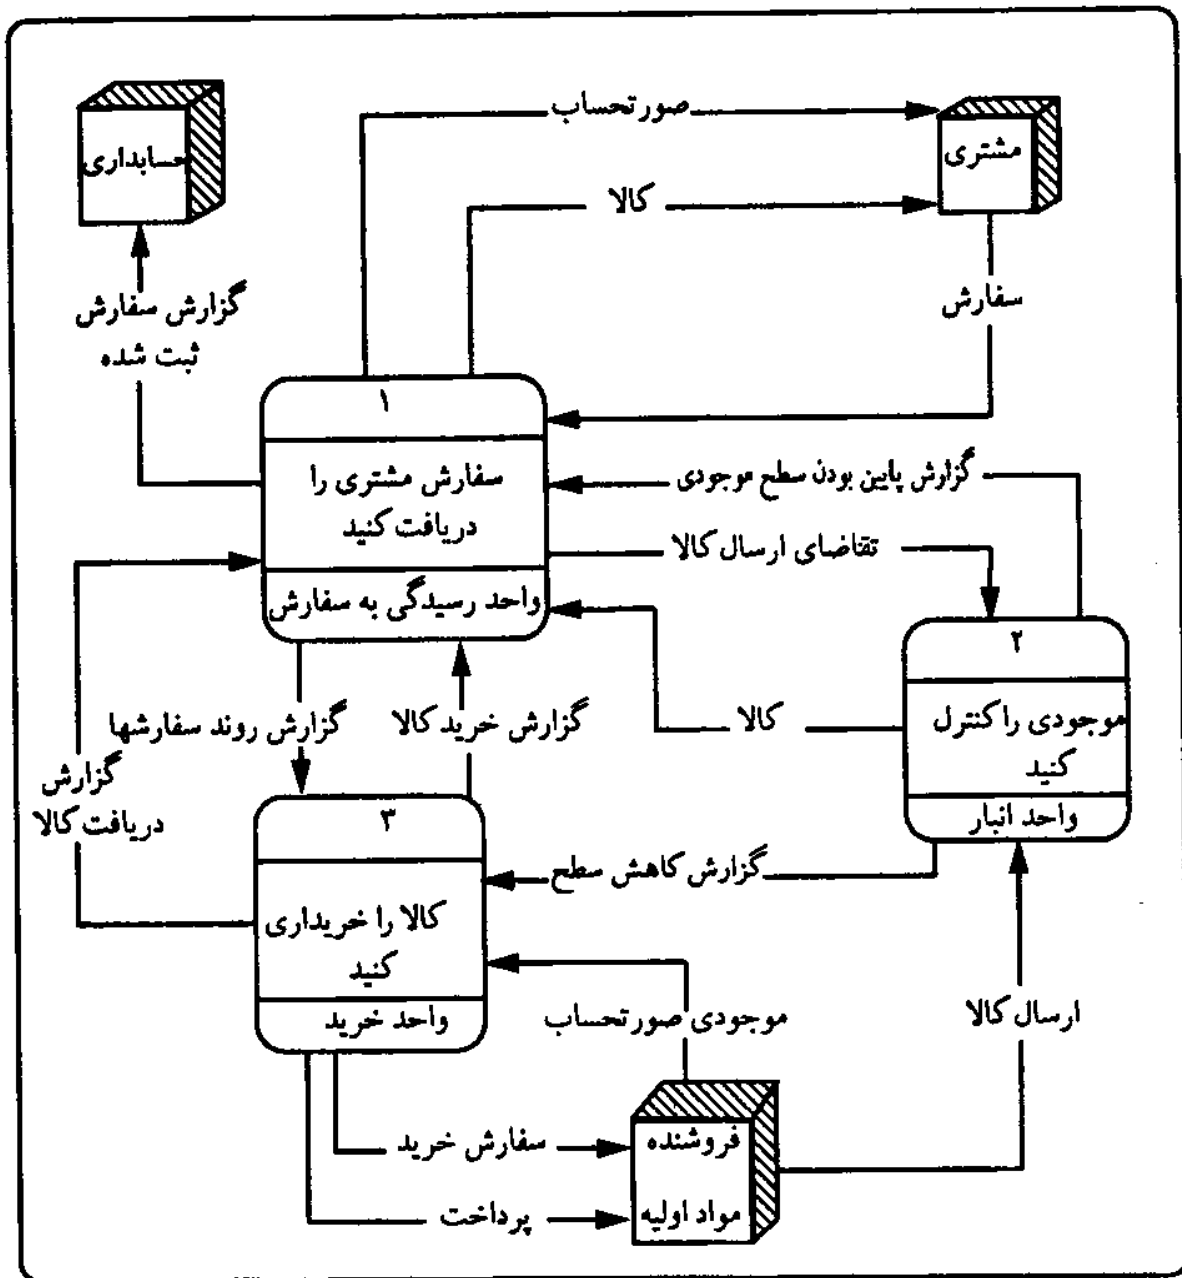 صورتحساب
حسابداری
مشتری
کالا
سفارش
گزارش سفارش
ثبت شده
۱
سفارش مشتری را
دریافت کنید
واحد رسیدگی به سفارش
گزارش پایین بودن سطح موجودی
تقاضای ارسال کالا
۲
موجودی را کنترل
کنید
واحد انبار
کالا
گزارش خرید کالا
گزارش روند سفارشها
گزارش
دریافت کالا
۳
کالا را خریداری
کنید
واحد خرید
گزارش کاهش سطح
موجودی صورتحساب
ارسال کالا
سفارش خرید
فروشنده
مواد اولیه
پرداخت